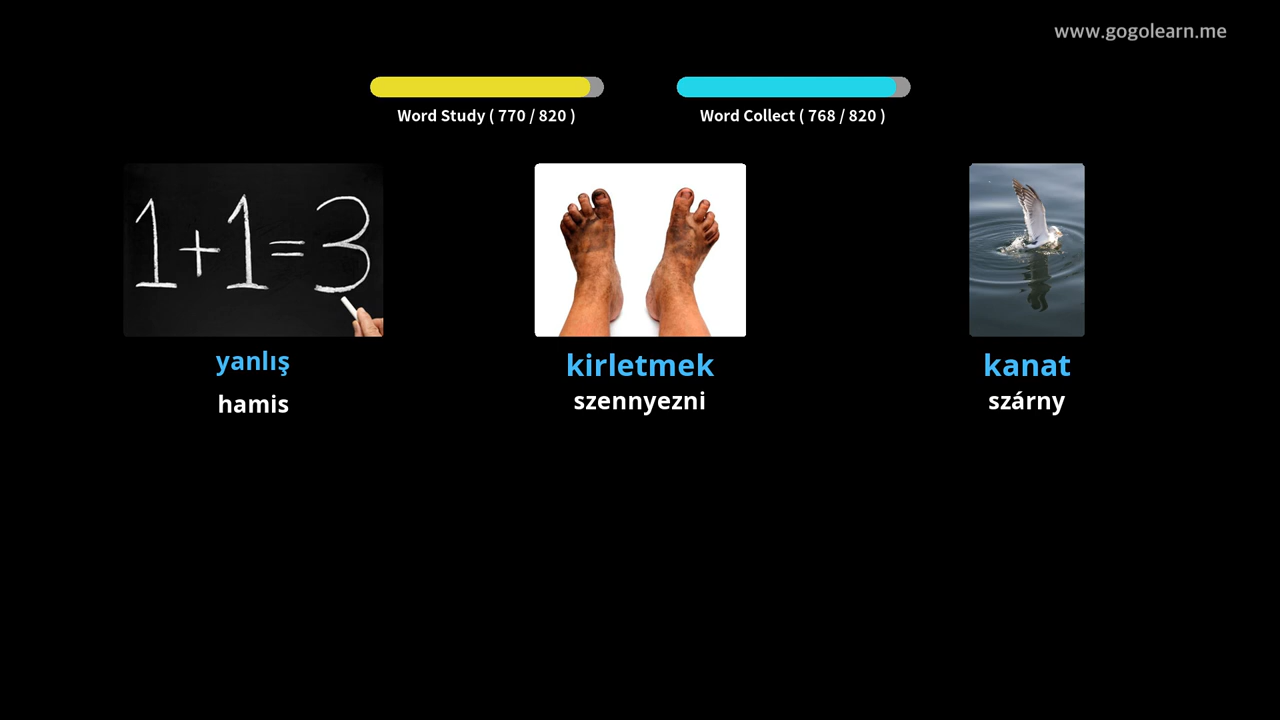 www.gogolearn.me
Word Study ( 770 / 820 )
Word Collect ( 768 / 820 )
1+1=3
yanlış
hamis
kirletmek
szennyezni
kanat
szárny